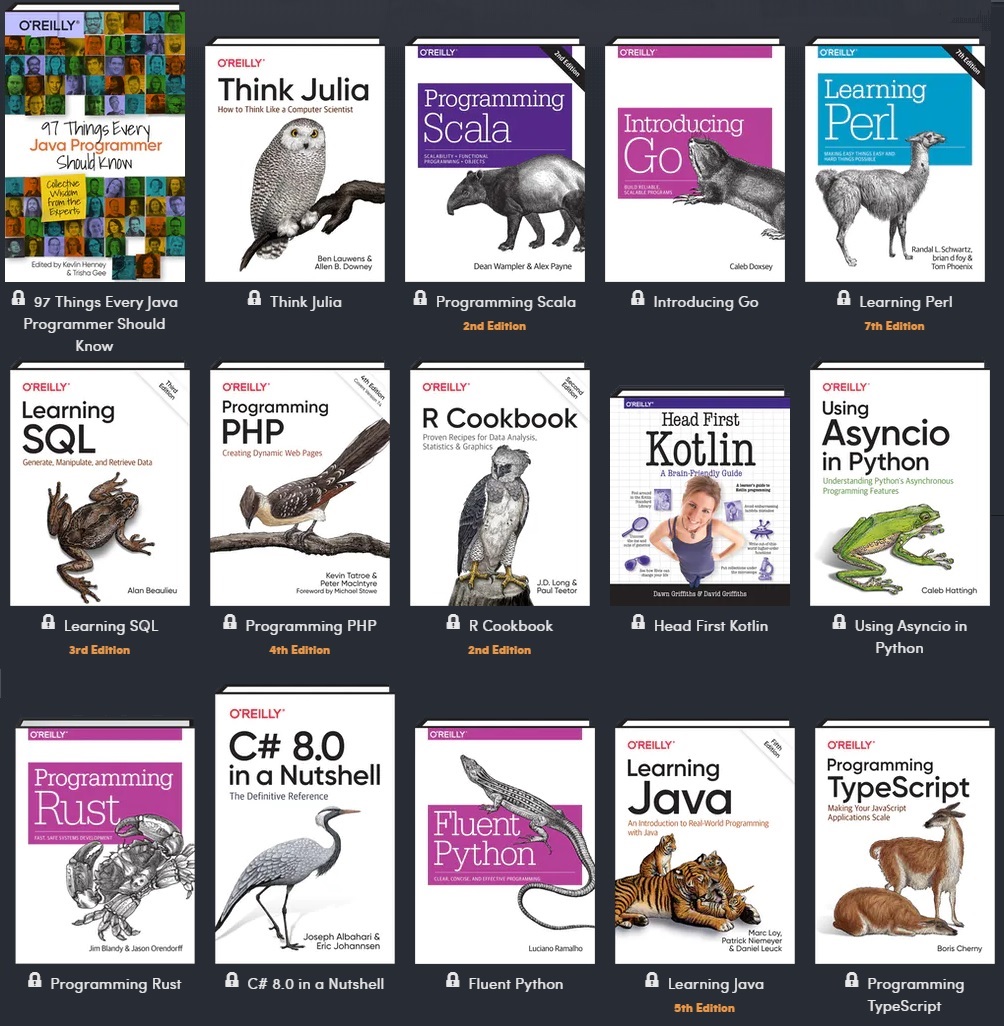 O'REILLY®
97 Things Every
Java Programmer
Should Know
Collective
Wisdom
from the
Experts
Edited by Kevlin Henney
& Trisha Gee
97 Things Every Java
Programmer Should
Know
O'REILLY®
Think Julia
How to Think Like a Computer Scientist
Ben Lauwens &
Allen B. Downey
Think Julia
O'REILLY®
2nd Edition
Programming
Scala
SCALABILITY = FUNCTIONAL
PROGRAMMING + OBJECTS
Dean Wampler & Alex Payne
Programming Scala
2nd Edition
O'REILLY®
Introducing
Go
BUILD RELIABLE,
SCALABLE PROGRAMS
Caleb Doxsey
Introducing Go
O'REILLY®
7th Edition
Learning
Perl
MAKING EASY THINGS EASY AND
HARD THINGS POSSIBLE
Randal L. Schwartz,
brian d foy &
Tom Phoenix
Learning Perl
7th Edition
O'REILLY®
Third
Edition
Learning
SQL
Generate, Manipulate, and Retrieve Data
Alan Beaulieu
Learning SQL
3rd Edition
O'REILLY®
4th Edition
Programming
PHP
Creating Dynamic Web Pages
Kevin Tatroe &
Peter MacIntyre
Foreword by Michael Stowe
Programming PHP
4th Edition
O'REILLY®
Second
Edition
R Cookbook
Proven Recipes for Data Analysis,
Statistics & Graphics
J.D. Long &
Paul Teetor
R Cookbook
2nd Edition
O'REILLY®
Head First
Kotlin
A Brain-Friendly Guide
A learner's guide to
Kotlin programming
Dawn Griffiths & David Griffiths
Head First Kotlin
O'REILLY®
Using
Asyncio
in Python
Understanding Python's Asynchronous
Programming Features
Caleb Hattingh
Using Asyncio in
Python
O'REILLY®
Programming
Rust
FAST, SAFE SYSTEMS DEVELOPMENT
Jim Blandy & Jason Orendorff
Programming Rust
O'REILLY®
C# 8.0
in a Nutshell
The Definitive Reference
Joseph Albahari &
Eric Johannsen
C# 8.0 in a Nutshell
O'REILLY®
Fluent
Python
CLEAR, CONCISE, AND EFFECTIVE PROGRAMMING
Luciano Ramalho
Fluent Python
O'REILLY®
Fifth
Edition
Learning
Java
An Introduction to Real-World Programming
with Java
Marc Loy,
Patrick Niemeyer
& Daniel Leuck
Learning Java
5th Edition
O'REILLY®
Programming
TypeScript
Making Your JavaScript
Applications Scale
Boris Cherny
Programming
TypeScript